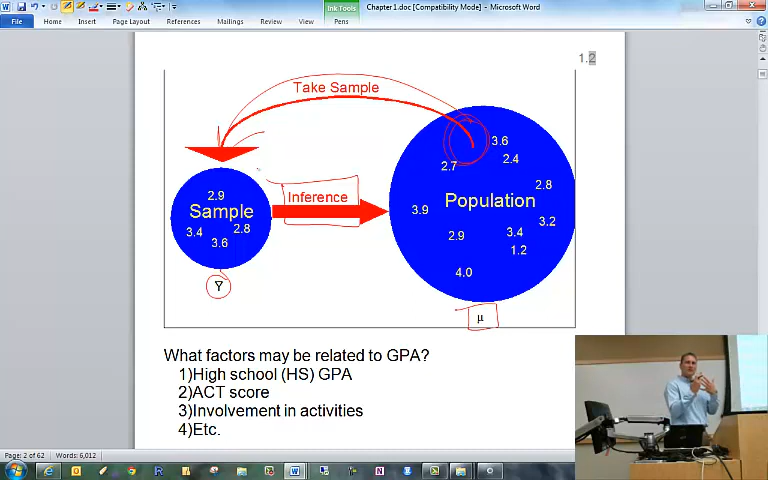 Ink Tools
Chapter 1.doc [Compatibility Mode] - Microsoft Word
File
Home
Insert
Page Layout
References
Mailings
Review
View
Pens
1.2
Take Sample
3.6
2.7
2.4
2.8
2.9
Inference
Sample
Population
3.9
3.2
3.4
2.8
2.9
3.4
3.6
1.2
4.0
Y
μ
What factors may be related to GPA?
1)High school (HS) GPA
2)ACT score
3)Involvement in activities
4)Etc.
Page: 2 of 62
Words: 6,012